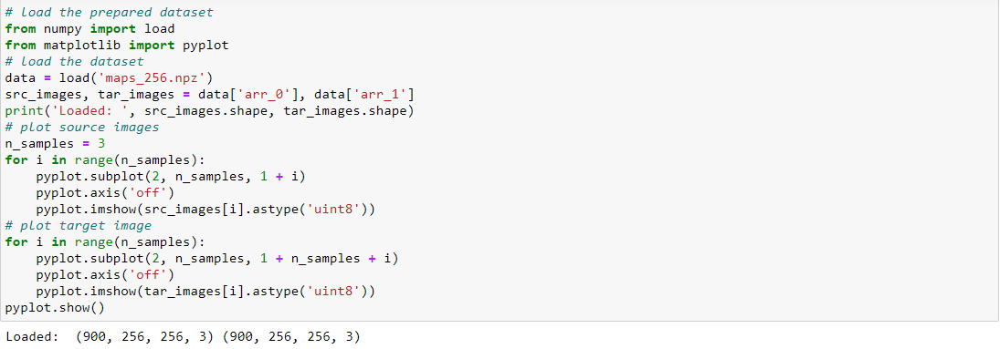 # load the prepared dataset
from numpy import load
from matplotlib import pyplot
# load the dataset
data = load('maps_256.npz')
src_images, tar_images = data['arr_0'], data['arr_1']
print('Loaded: ', src_images.shape, tar_images.shape)
# plot source images
n_samples = 3
for i in range(n_samples):
    pyplot.subplot(2, n_samples, 1 + i)
    pyplot.axis('off')
    pyplot.imshow(src_images[i].astype('uint8'))
# plot target image
for i in range(n_samples):
    pyplot.subplot(2, n_samples, 1 + n_samples + i)
    pyplot.axis('off')
    pyplot.imshow(tar_images[i].astype('uint8'))
pyplot.show()
Loaded:  (900, 256, 256, 3) (900, 256, 256, 3)